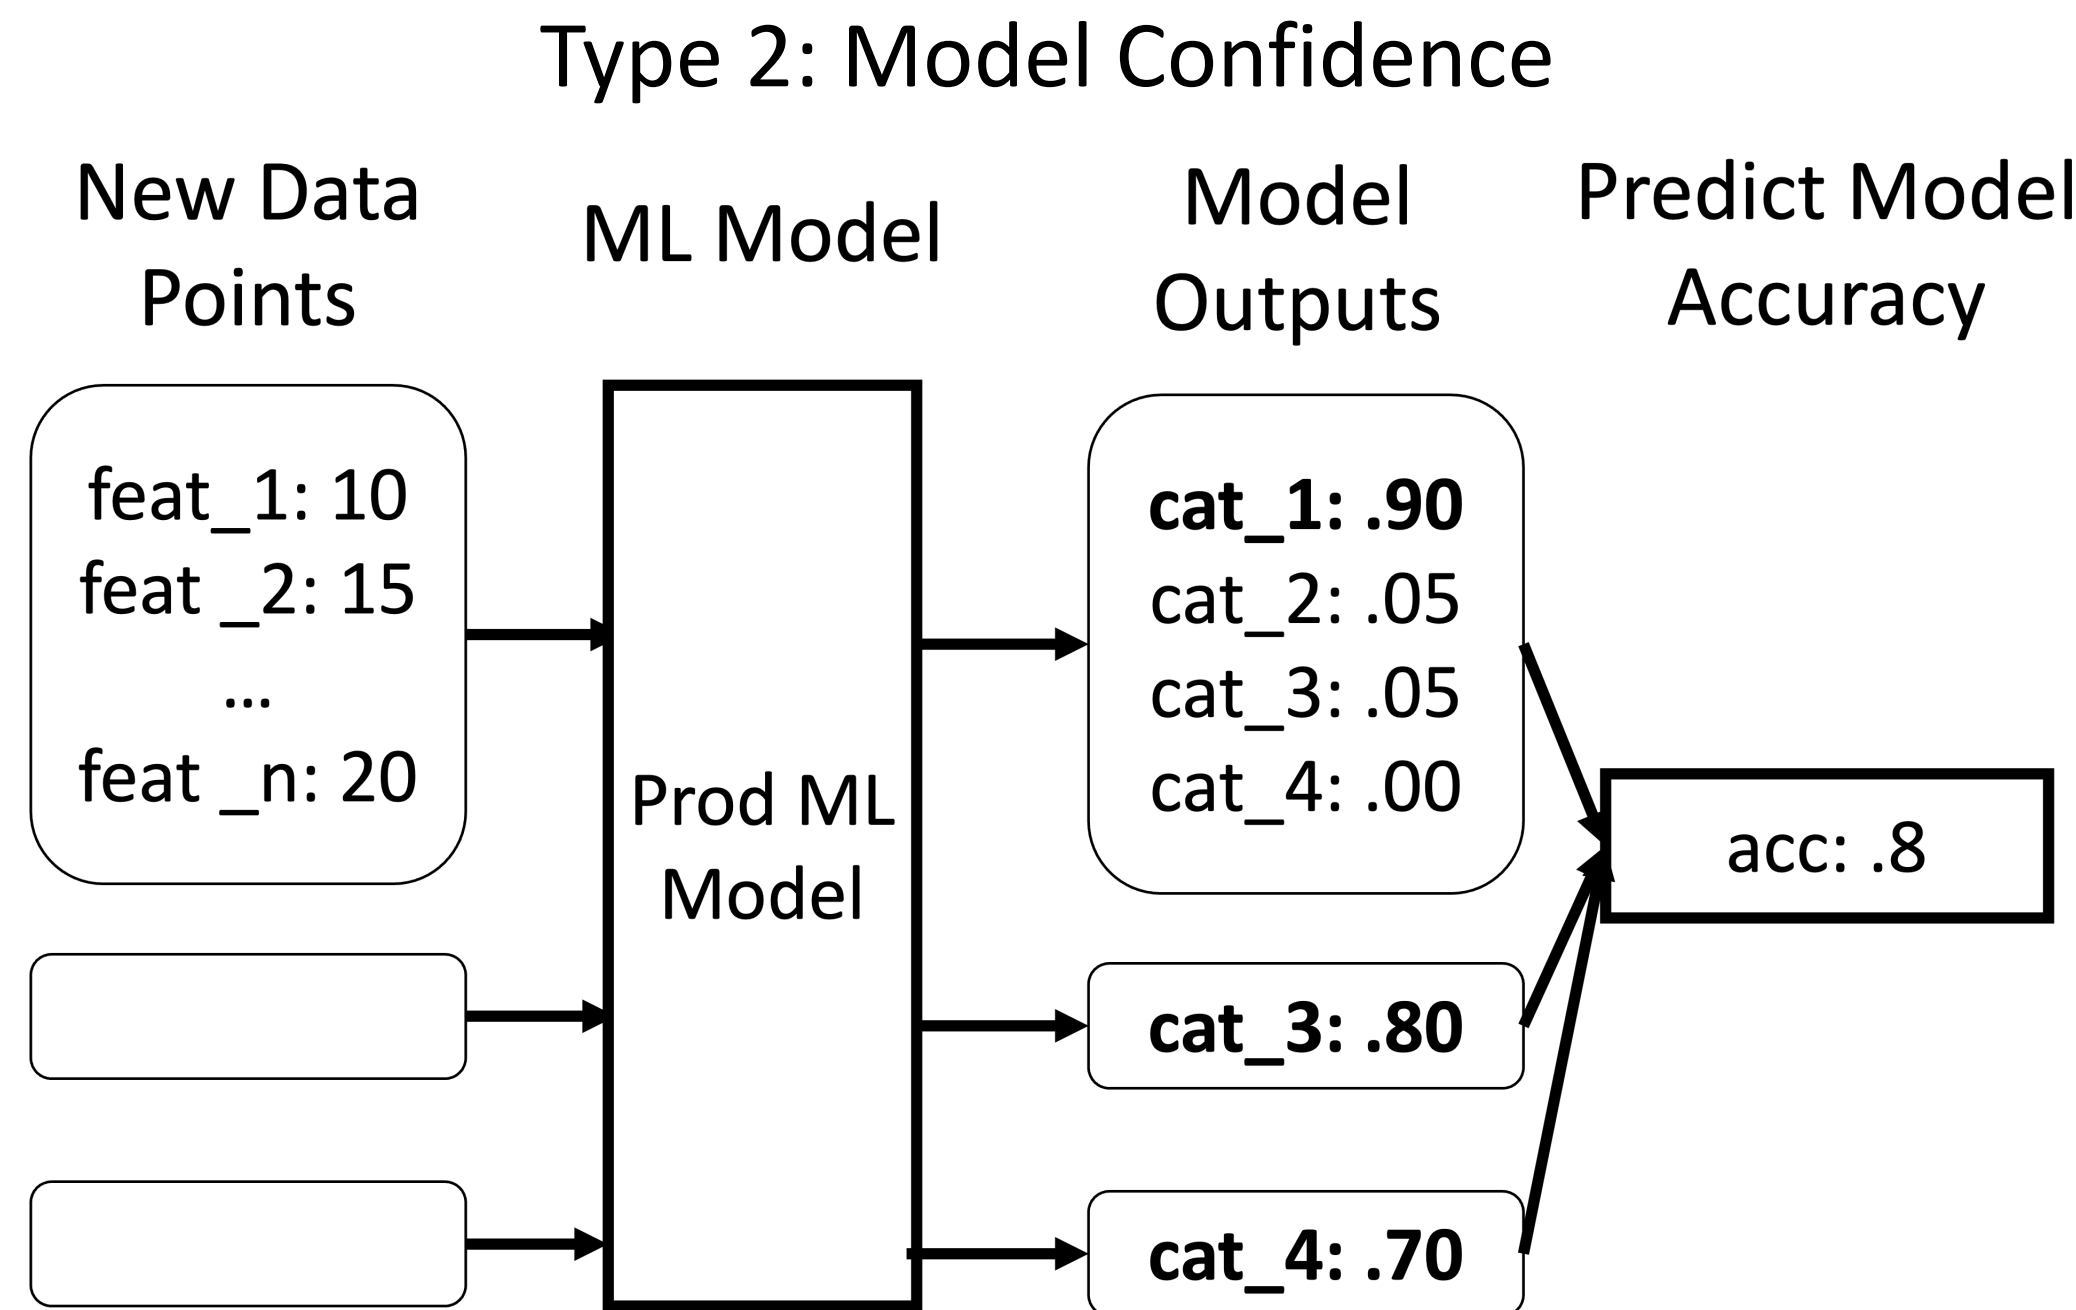 Type 2: Model Confidence
New Data
Points
ML Model
Model
Outputs
Predict Model
Accuracy
feat_1: 10
feat _2: 15
...
feat _n: 20
Prod ML
Model
cat_1: .90
cat_2: .05
cat_3: .05
cat_4: .00
cat_3: .80
cat_4: .70
acc: .8